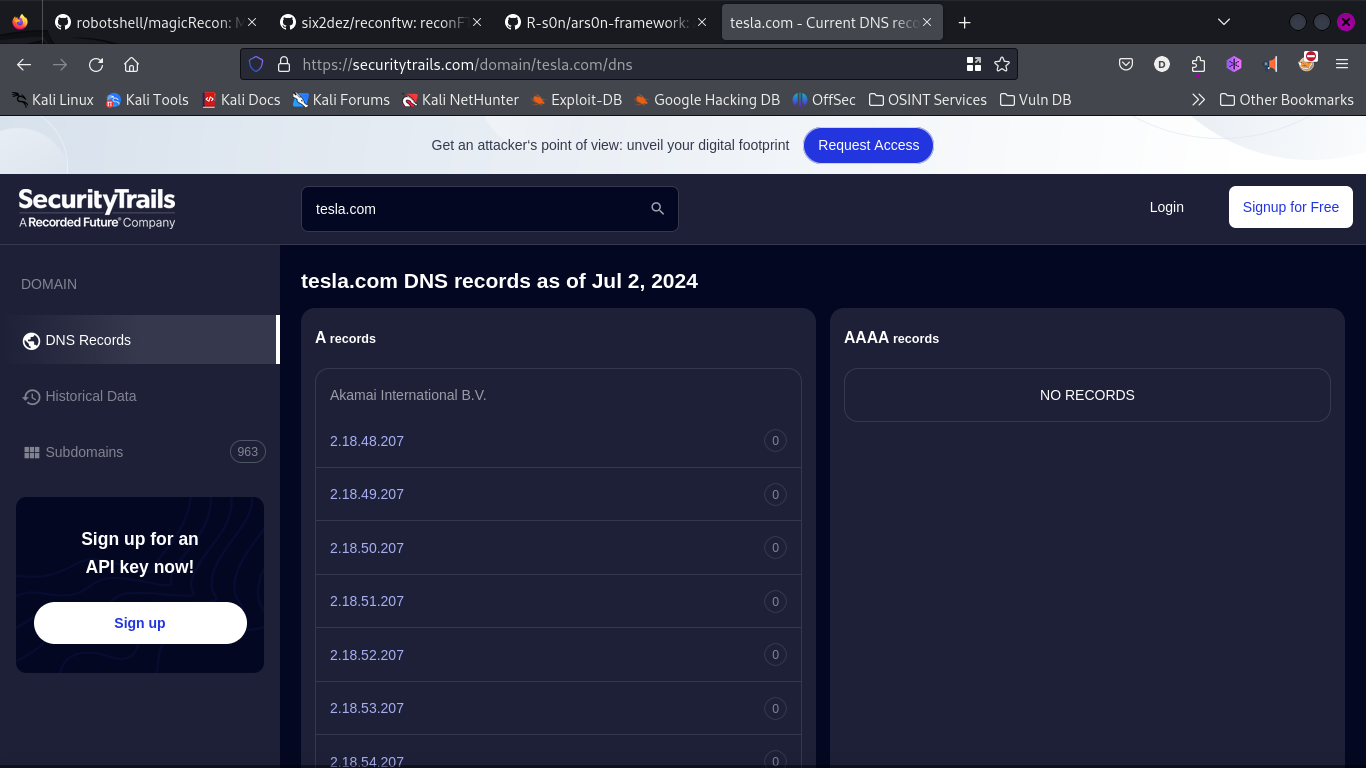 robotshell/magicRecon: M
six2dez/reconftw: reconFT
R-s0n/ars0n-framework:
tesla.com - Current DNS reco
https://securitytrails.com/domain/tesla.com/dns
Kali Linux
Kali Tools
Kali Docs
Kali Forums
Kali NetHunter
Exploit-DB
Google Hacking DB
OffSec
OSINT Services
Vuln DB
Other Bookmarks
Get an attacker's point of view: unveil your digital footprint
Request Access
SecurityTrails
A Recorded Future® Company
tesla.com
Login
Signup for Free
DOMAIN
DNS Records
Historical Data
Subdomains
963
Sign up for an
API key now!
Sign up
tesla.com DNS records as of Jul 2, 2024
A records
Akamai International B.V.
2.18.48.207
0
2.18.49.207
0
2.18.50.207
0
2.18.51.207
0
2.18.52.207
0
2.18.53.207
0
2.18.54.207
0
AAAA records
NO RECORDS